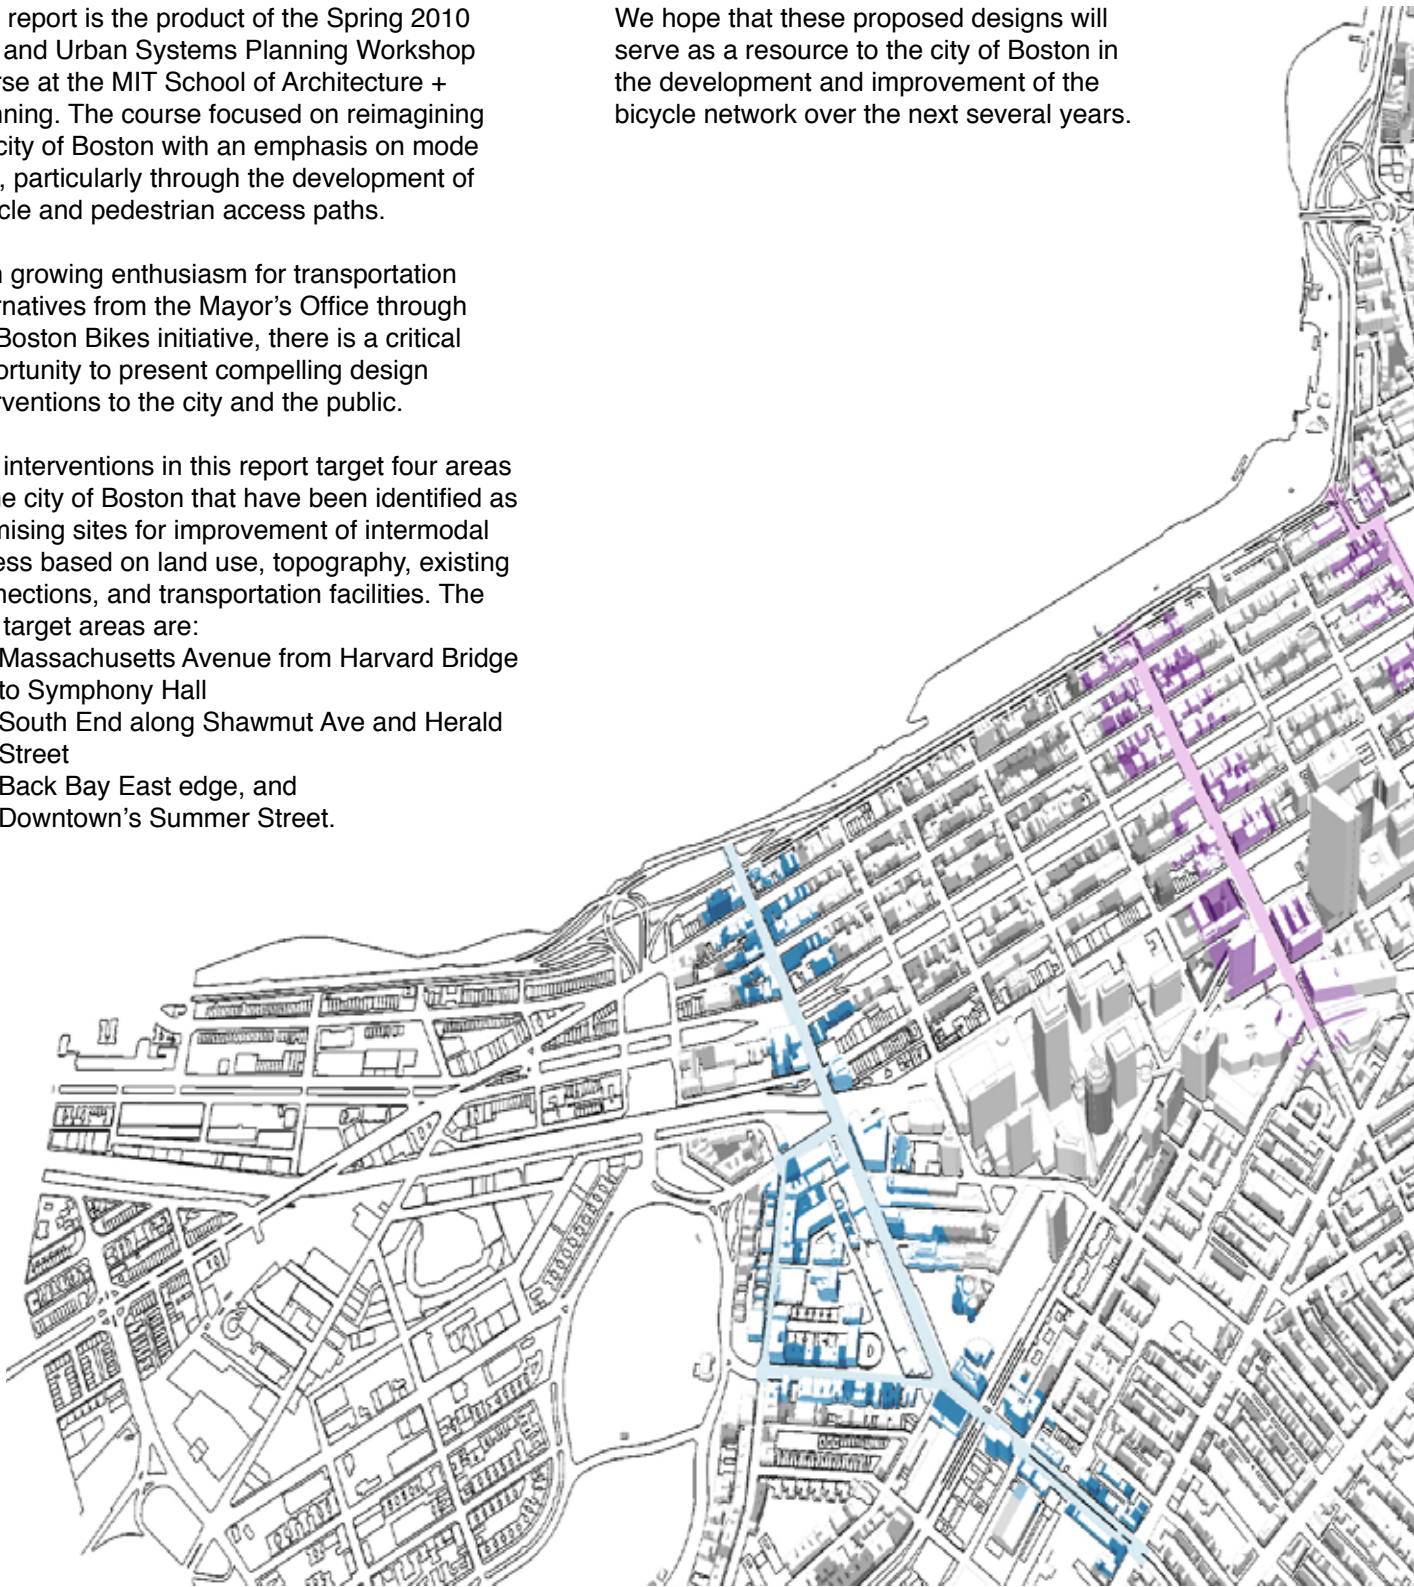 report is the product of the Spring 2010
and Urban Systems Planning Workshop
rse at the MIT School of Architecture +
nning. The course focused on reimagining
city of Boston with an emphasis on mode
, particularly through the development of
cle and pedestrian access paths.
growing enthusiasm for transportation
rnatives from the Mayor’s Office through
Boston Bikes initiative, there is a critical
ortunity to present compelling design
rventions to the city and the public.
interventions in this report target four areas
he city of Boston that have been identified as
mising sites for improvement of intermodal
ess based on land use, topography, existing
nections, and transportation facilities. The
target areas are:
Massachusetts Avenue from Harvard Bridge
to Symphony Hall
South End along Shawmut Ave and Herald
Street
Back Bay East edge, and
Downtown’s Summer Street.
We hope that these proposed designs will
serve as a resource to the city of Boston in
the development and improvement of the
bicycle network over the next several years.